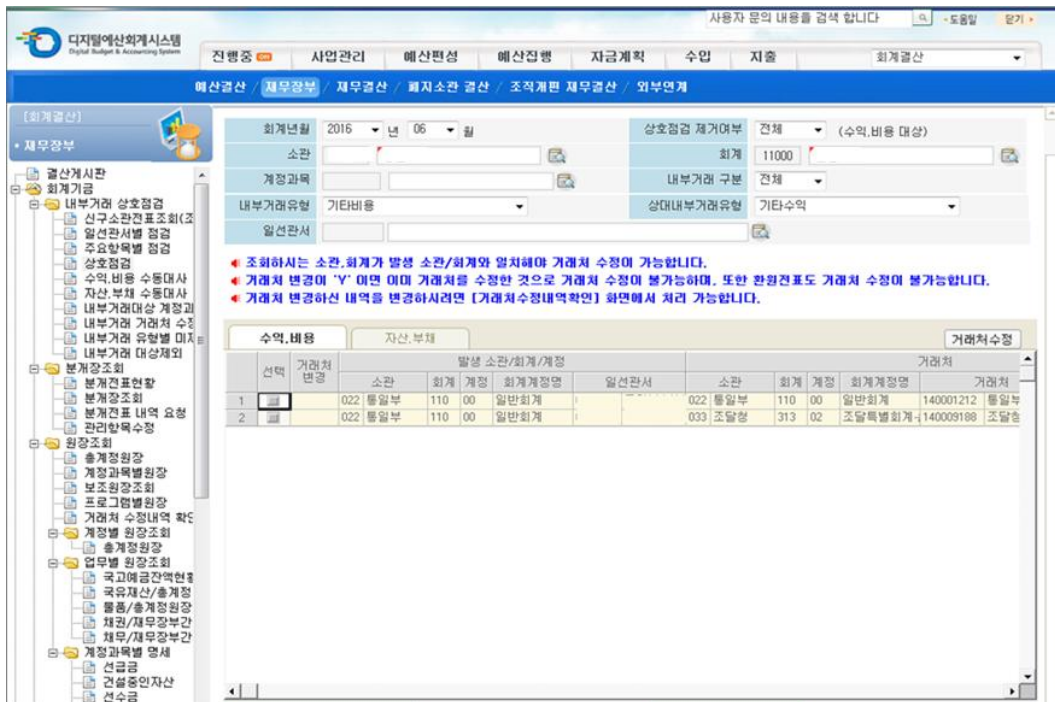 사용자 문의 내용을 검색 합니다 도움말 닫기
디지털예산회계시스템
Digital Budget & Accounting System
진행중 사업관리 예산편성 예산집행 자금계획 수입 지출 회계결산
예산결산 / 재무장부 / 재무결산 / 폐지소관 결산 / 조직개편 재무결산 / 외부연계
[회계결산]
• 재무장부
결산게시판
회계기금
내부거래 상호점검
신구소관전표조회(조
일선관서별 점검
주요항목별 점검
상호점검
수익,비용 수동대사
자산,부채 수동대사
내부거래대상 계정과
내부거래 거래처 수정
내부거래 유형별 미지
내부거래 대상제외
분개장조회
분개전표현황
분개장조회
분개전표 내역 요청
관리항목수정
원장조회
총계정원장
계정과목별원장
보조원장조회
프로그램별원장
거래처 수정내역 확인
계정별 원장조회
총계정원장
업무별 원장조회
국고예금잔액현황
국유재산/총계정
물품/총계정원장
채권/재무장부간
채무/재무장부간
계정과목별 명세
선급금
건설중인자산
선수금
회계년월 2016 년 06 월 상호점검 제거여부 전체 (수익,비용 대상)
소관 회계 11000
계정과목 내부거래 구분 전체
내부거래유형 기타비용 상대내부거래유형 기타수익
일선관서
조회하시는 소관,회계가 발생 소관/회계와 일치해야 거래처 수정이 가능합니다.
거래처 변경이 'Y' 이면 이미 거래처를 수정한 것으로 거래처 수정이 불가능하며, 또한 환원전표도 거래처 수정이 불가능합니다.
거래처 변경하신 내역을 변경하시려면 [거래처수정내역확인] 화면에서 처리 가능합니다.
수익,비용 자산,부채 거래처수정
선택 거래처 변경 발생 소관/회계/계정 거래처
소관 회계 계정 회계계정명 일선관서 소관 회계 계정 회계계정명 거래처
1 022 통일부 110 00 일반회계 022 통일부 110 00 일반회계 140001212 통일부
2 022 통일부 110 00 일반회계 033 조달청 313 02 조달특별회계- 140009188 조달청